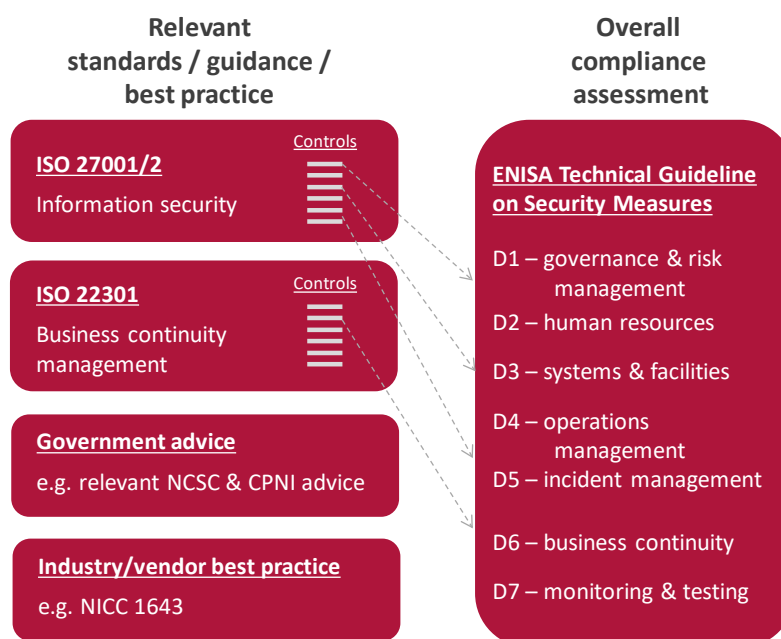 Relevant
standards / guidance /
best practice
ISO 27001/2
Information security
Controls
ISO 22301
Business continuity
management
Controls
Government advice
e.g. relevant NCSC & CPNI advice
Industry/vendor best practice
e.g. NICC 1643
Overall
compliance
assessment
ENISA Technical Guideline
on Security Measures
D1 – governance & risk
management
D2 – human resources
D3 – systems & facilities
D4 – operations
management
D5 – incident management
D6 – business continuity
D7 – monitoring & testing